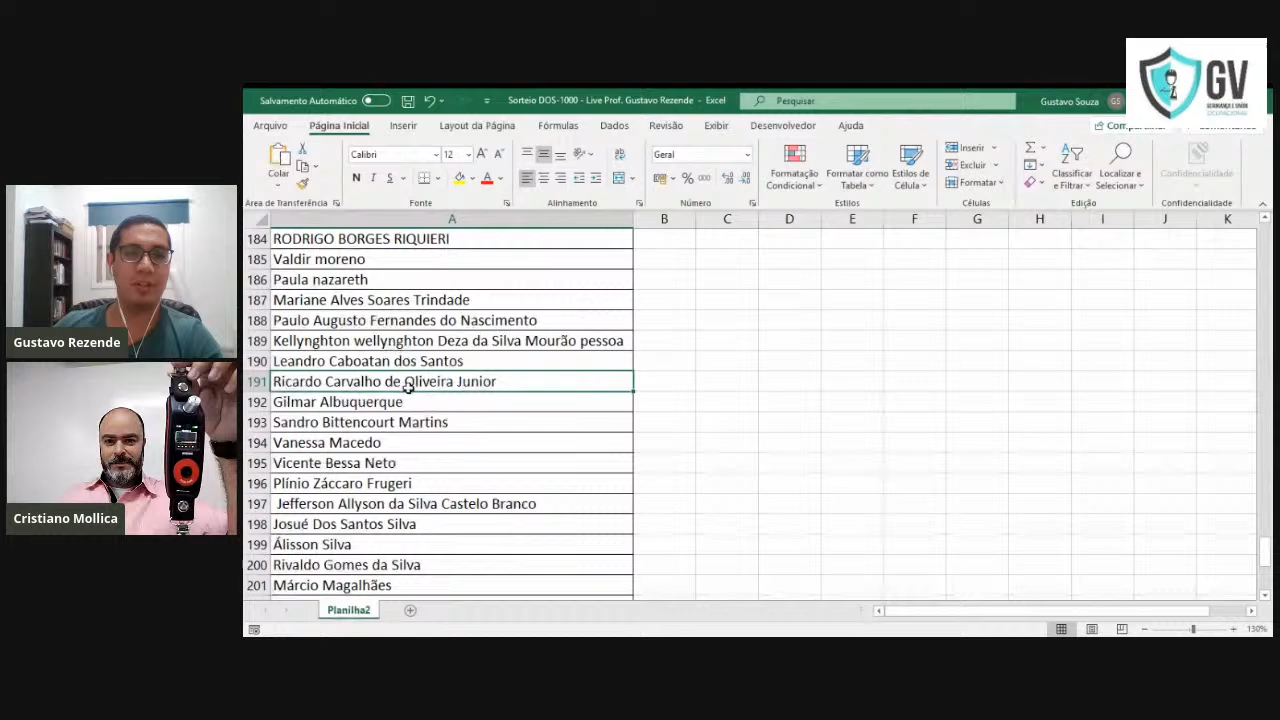 GV
SEGURANÇA E SAÚDE
OCUPACIONAL
Salvamento Automático
Sorteio DOS-1000 - Live Prof. Gustavo Rezende - Excel
Pesquisar
Gustavo Souza
GS
Arquivo Página Inicial Inserir Layout da Página Fórmulas Dados Revisão Exibir Desenvolvedor Ajuda
Colar
Calibri 12
N I S
Geral
Formatação Condicional
Formatar como Tabela
Estilos de Célula
Inserir
Excluir
Formatar
Classificar e Filtrar
Localizar e Selecionar
Confidencialidade
Área de Transferência Fonte Alinhamento Número Estilos Células Edição Confidencialidade
A B C D E F G H I J K
184 RODRIGO BORGES RIQUIERI
185 Valdir moreno
186 Paula nazareth
187 Mariane Alves Soares Trindade
188 Paulo Augusto Fernandes do Nascimento
189 Kellynghton wellynghton Deza da Silva Mourão pessoa
190 Leandro Caboatan dos Santos
191 Ricardo Carvalho de Oliveira Junior
192 Gilmar Albuquerque
193 Sandro Bittencourt Martins
194 Vanessa Macedo
195 Vicente Bessa Neto
196 Plínio Záccaro Frugeri
197 Jefferson Allyson da Silva Castelo Branco
198 Josué Dos Santos Silva
199 Álisson Silva
200 Rivaldo Gomes da Silva
201 Márcio Magalhães
Planilha2
130%
Gustavo Rezende
Cristiano Mollica